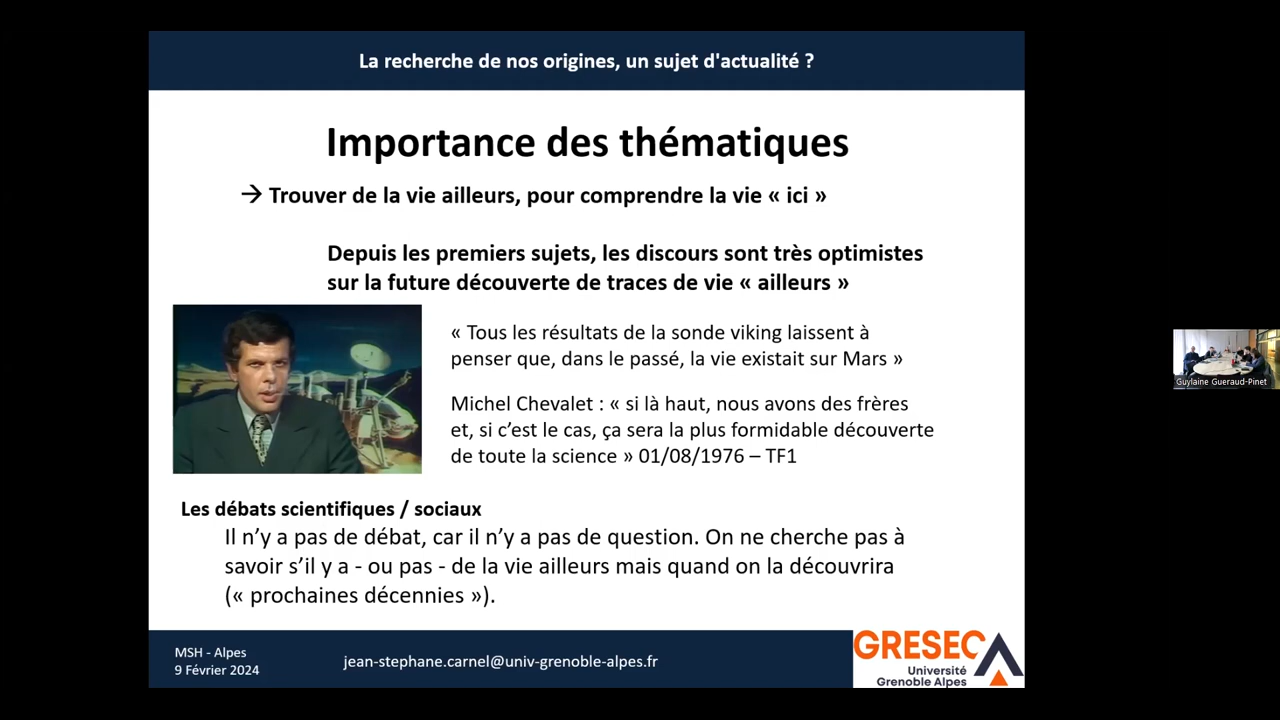 La recherche de nos origines, un sujet d'actualité ?
Importance des thématiques
→ Trouver de la vie ailleurs, pour comprendre la vie « ici »
Depuis les premiers sujets, les discours sont très optimistes
sur la future découverte de traces de vie « ailleurs »
« Tous les résultats de la sonde viking laissent à
penser que, dans le passé, la vie existait sur Mars »
Michel Chevalet : « si là haut, nous avons des frères
et, si c’est le cas, ça sera la plus formidable découverte
de toute la science » 01/08/1976 – TF1
Les débats scientifiques / sociaux
Il n’y a pas de débat, car il n’y a pas de question. On ne cherche pas à
savoir s’il y a - ou pas - de la vie ailleurs mais quand on la découvrira
(« prochaines décennies »).
MSH - Alpes
9 Février 2024
jean-stephane.carnel@univ-grenoble-alpes.fr
GRESEC
Université
Grenoble Alpes
Guylaine Gueraud-Pinet